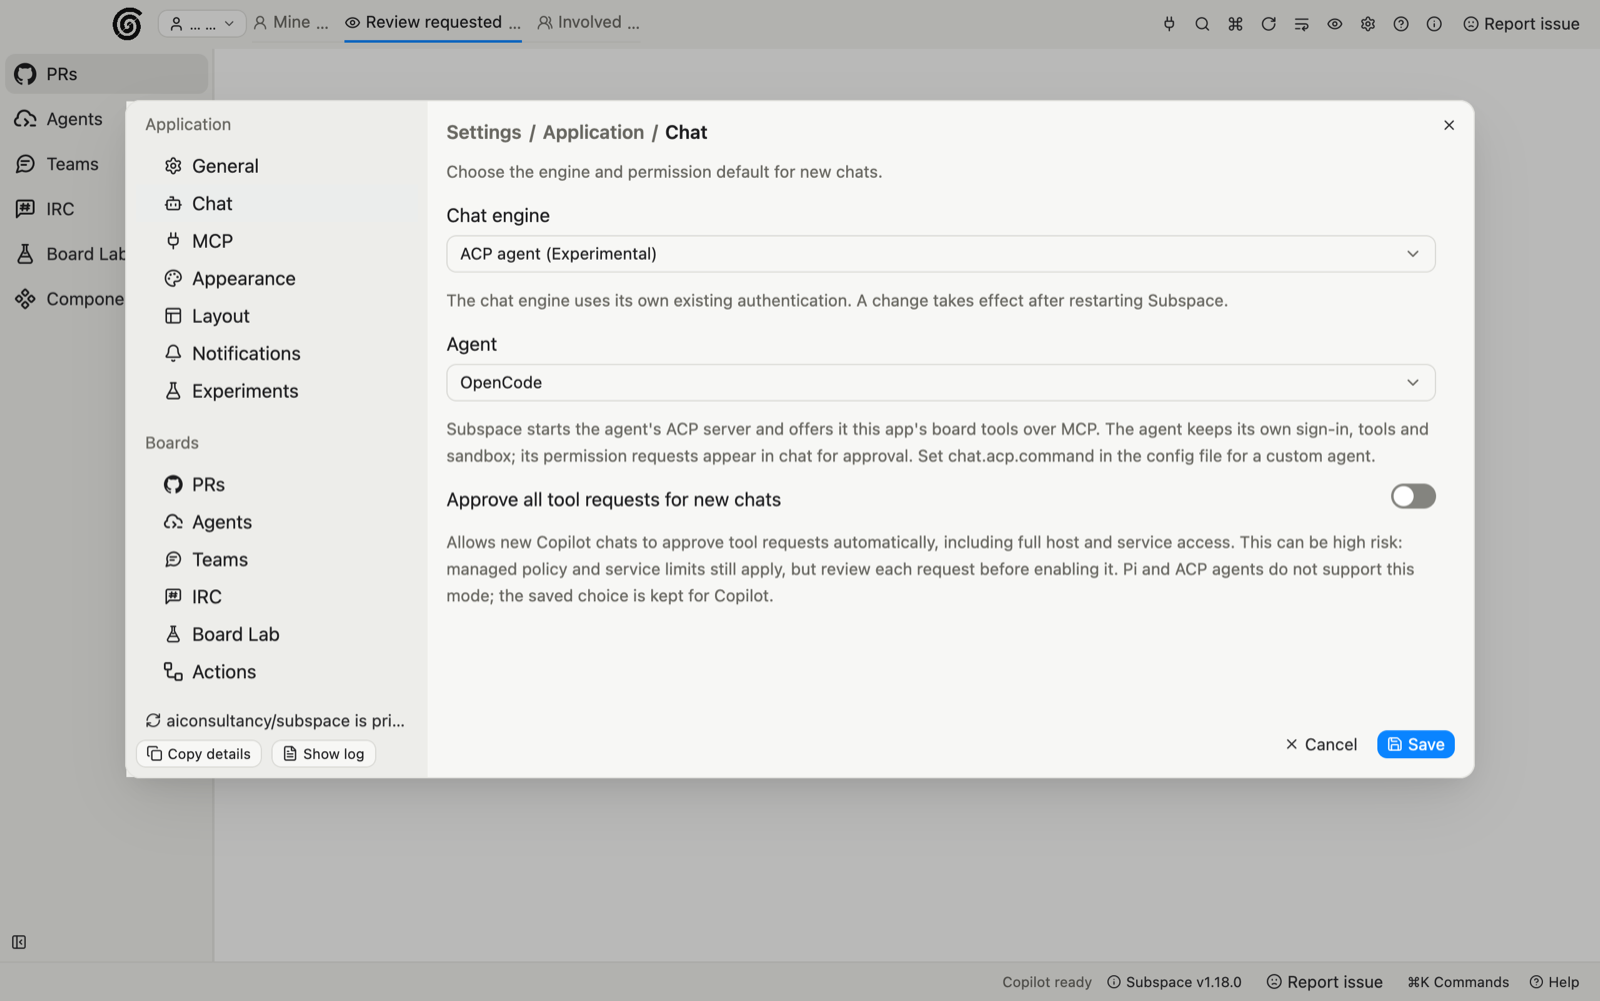 ... ...
Mine ...
Review requested ...
Involved ...
Report issue
PRs
Agents
Teams
IRC
Board Lab
Compone
Application
General
Chat
MCP
Appearance
Layout
Notifications
Experiments
Boards
PRs
Agents
Teams
IRC
Board Lab
Actions
aiconsultancy/subspace is pri...
Copy details
Show log
Settings / Application / Chat
Choose the engine and permission default for new chats.
Chat engine
ACP agent (Experimental)
The chat engine uses its own existing authentication. A change takes effect after restarting Subspace.
Agent
OpenCode
Subspace starts the agent's ACP server and offers it this app's board tools over MCP. The agent keeps its own sign-in, tools and
sandbox; its permission requests appear in chat for approval. Set chat.acp.command in the config file for a custom agent.
Approve all tool requests for new chats
Allows new Copilot chats to approve tool requests automatically, including full host and service access. This can be high risk:
managed policy and service limits still apply, but review each request before enabling it. Pi and ACP agents do not support this
mode; the saved choice is kept for Copilot.
Cancel
Save
Copilot ready
Subspace v1.18.0
Report issue
⌘K Commands
Help